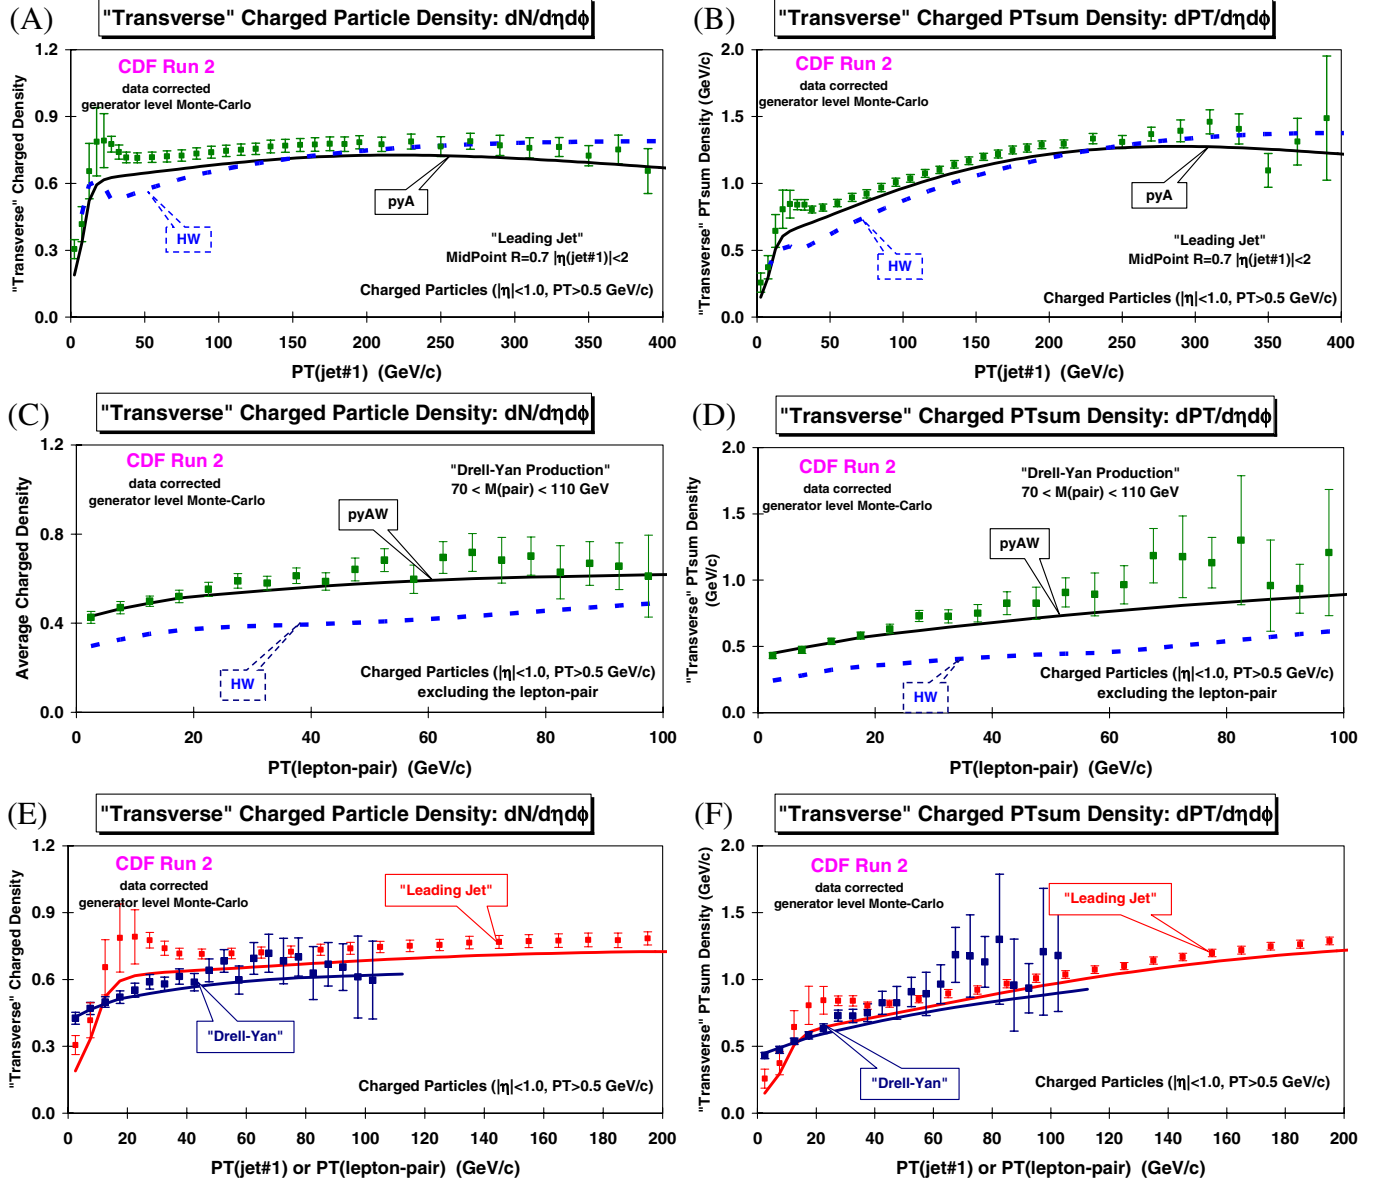 (A)
"Transverse" Charged Particle Density: dN/dηdϕ
"Transverse" Charged Density
1.2
0.9
0.6
0.3
0.0
CDF Run 2
data corrected
generator level Monte-Carlo
pyA
HW
"Leading Jet"
MidPoint R=0.7 |η(jet#1)|<2
Charged Particles (|η|<1.0, PT>0.5 GeV/c)
0 50 100 150 200 250 300 350 400
PT(jet#1) (GeV/c)
(B)
"Transverse" Charged PTsum Density: dPT/dηdϕ
"Transverse" PTsum Density (GeV/c)
2.0
1.5
1.0
0.5
0.0
CDF Run 2
data corrected
generator level Monte-Carlo
pyA
HW
"Leading Jet"
MidPoint R=0.7 |η(jet#1)|<2
Charged Particles (|η|<1.0, PT>0.5 GeV/c)
0 50 100 150 200 250 300 350 400
PT(jet#1) (GeV/c)
(C)
"Transverse" Charged Particle Density: dN/dηdϕ
Average Charged Density
1.2
0.8
0.4
0.0
CDF Run 2
data corrected
generator level Monte-Carlo
"Drell-Yan Production"
70 < M(pair) < 110 GeV
pyAW
HW
Charged Particles (|η|<1.0, PT>0.5 GeV/c)
excluding the lepton-pair
0 20 40 60 80 100
PT(lepton-pair) (GeV/c)
(D)
"Transverse" Charged PTsum Density: dPT/dηdϕ
"Transverse" PTsum Density
(GeV/c)
2.0
1.5
1.0
0.5
0.0
CDF Run 2
data corrected
generator level Monte-Carlo
"Drell-Yan Production"
70 < M(pair) < 110 GeV
pyAW
HW
Charged Particles (|η|<1.0, PT>0.5 GeV/c)
excluding the lepton-pair
0 20 40 60 80 100
PT(lepton-pair) (GeV/c)
(E)
"Transverse" Charged Particle Density: dN/dηdϕ
"Transverse" Charged Density
1.2
0.9
0.6
0.3
0.0
CDF Run 2
data corrected
generator level Monte-Carlo
"Leading Jet"
"Drell-Yan"
Charged Particles (|η|<1.0, PT>0.5 GeV/c)
0 20 40 60 80 100 120 140 160 180 200
PT(jet#1) or PT(lepton-pair) (GeV/c)
(F)
"Transverse" Charged PTsum Density: dPT/dηdϕ
"Transverse" PTsum Density (GeV/c)
2.0
1.5
1.0
0.5
0.0
CDF Run 2
data corrected
generator level Monte-Carlo
"Leading Jet"
"Drell-Yan"
Charged Particles (|η|<1.0, PT>0.5 GeV/c)
0 20 40 60 80 100 120 140 160 180 200
PT(jet#1) or PT(lepton-pair) (GeV/c)